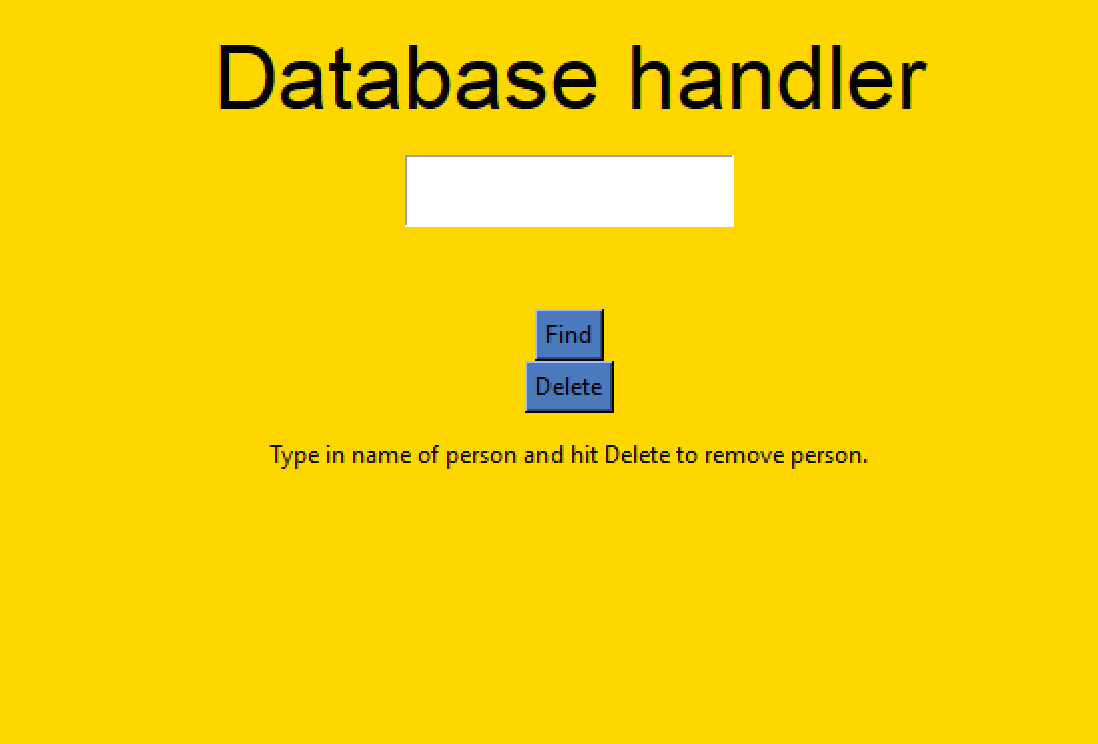 Database handler
Find
Delete
Type in name of person and hit Delete to remove person.